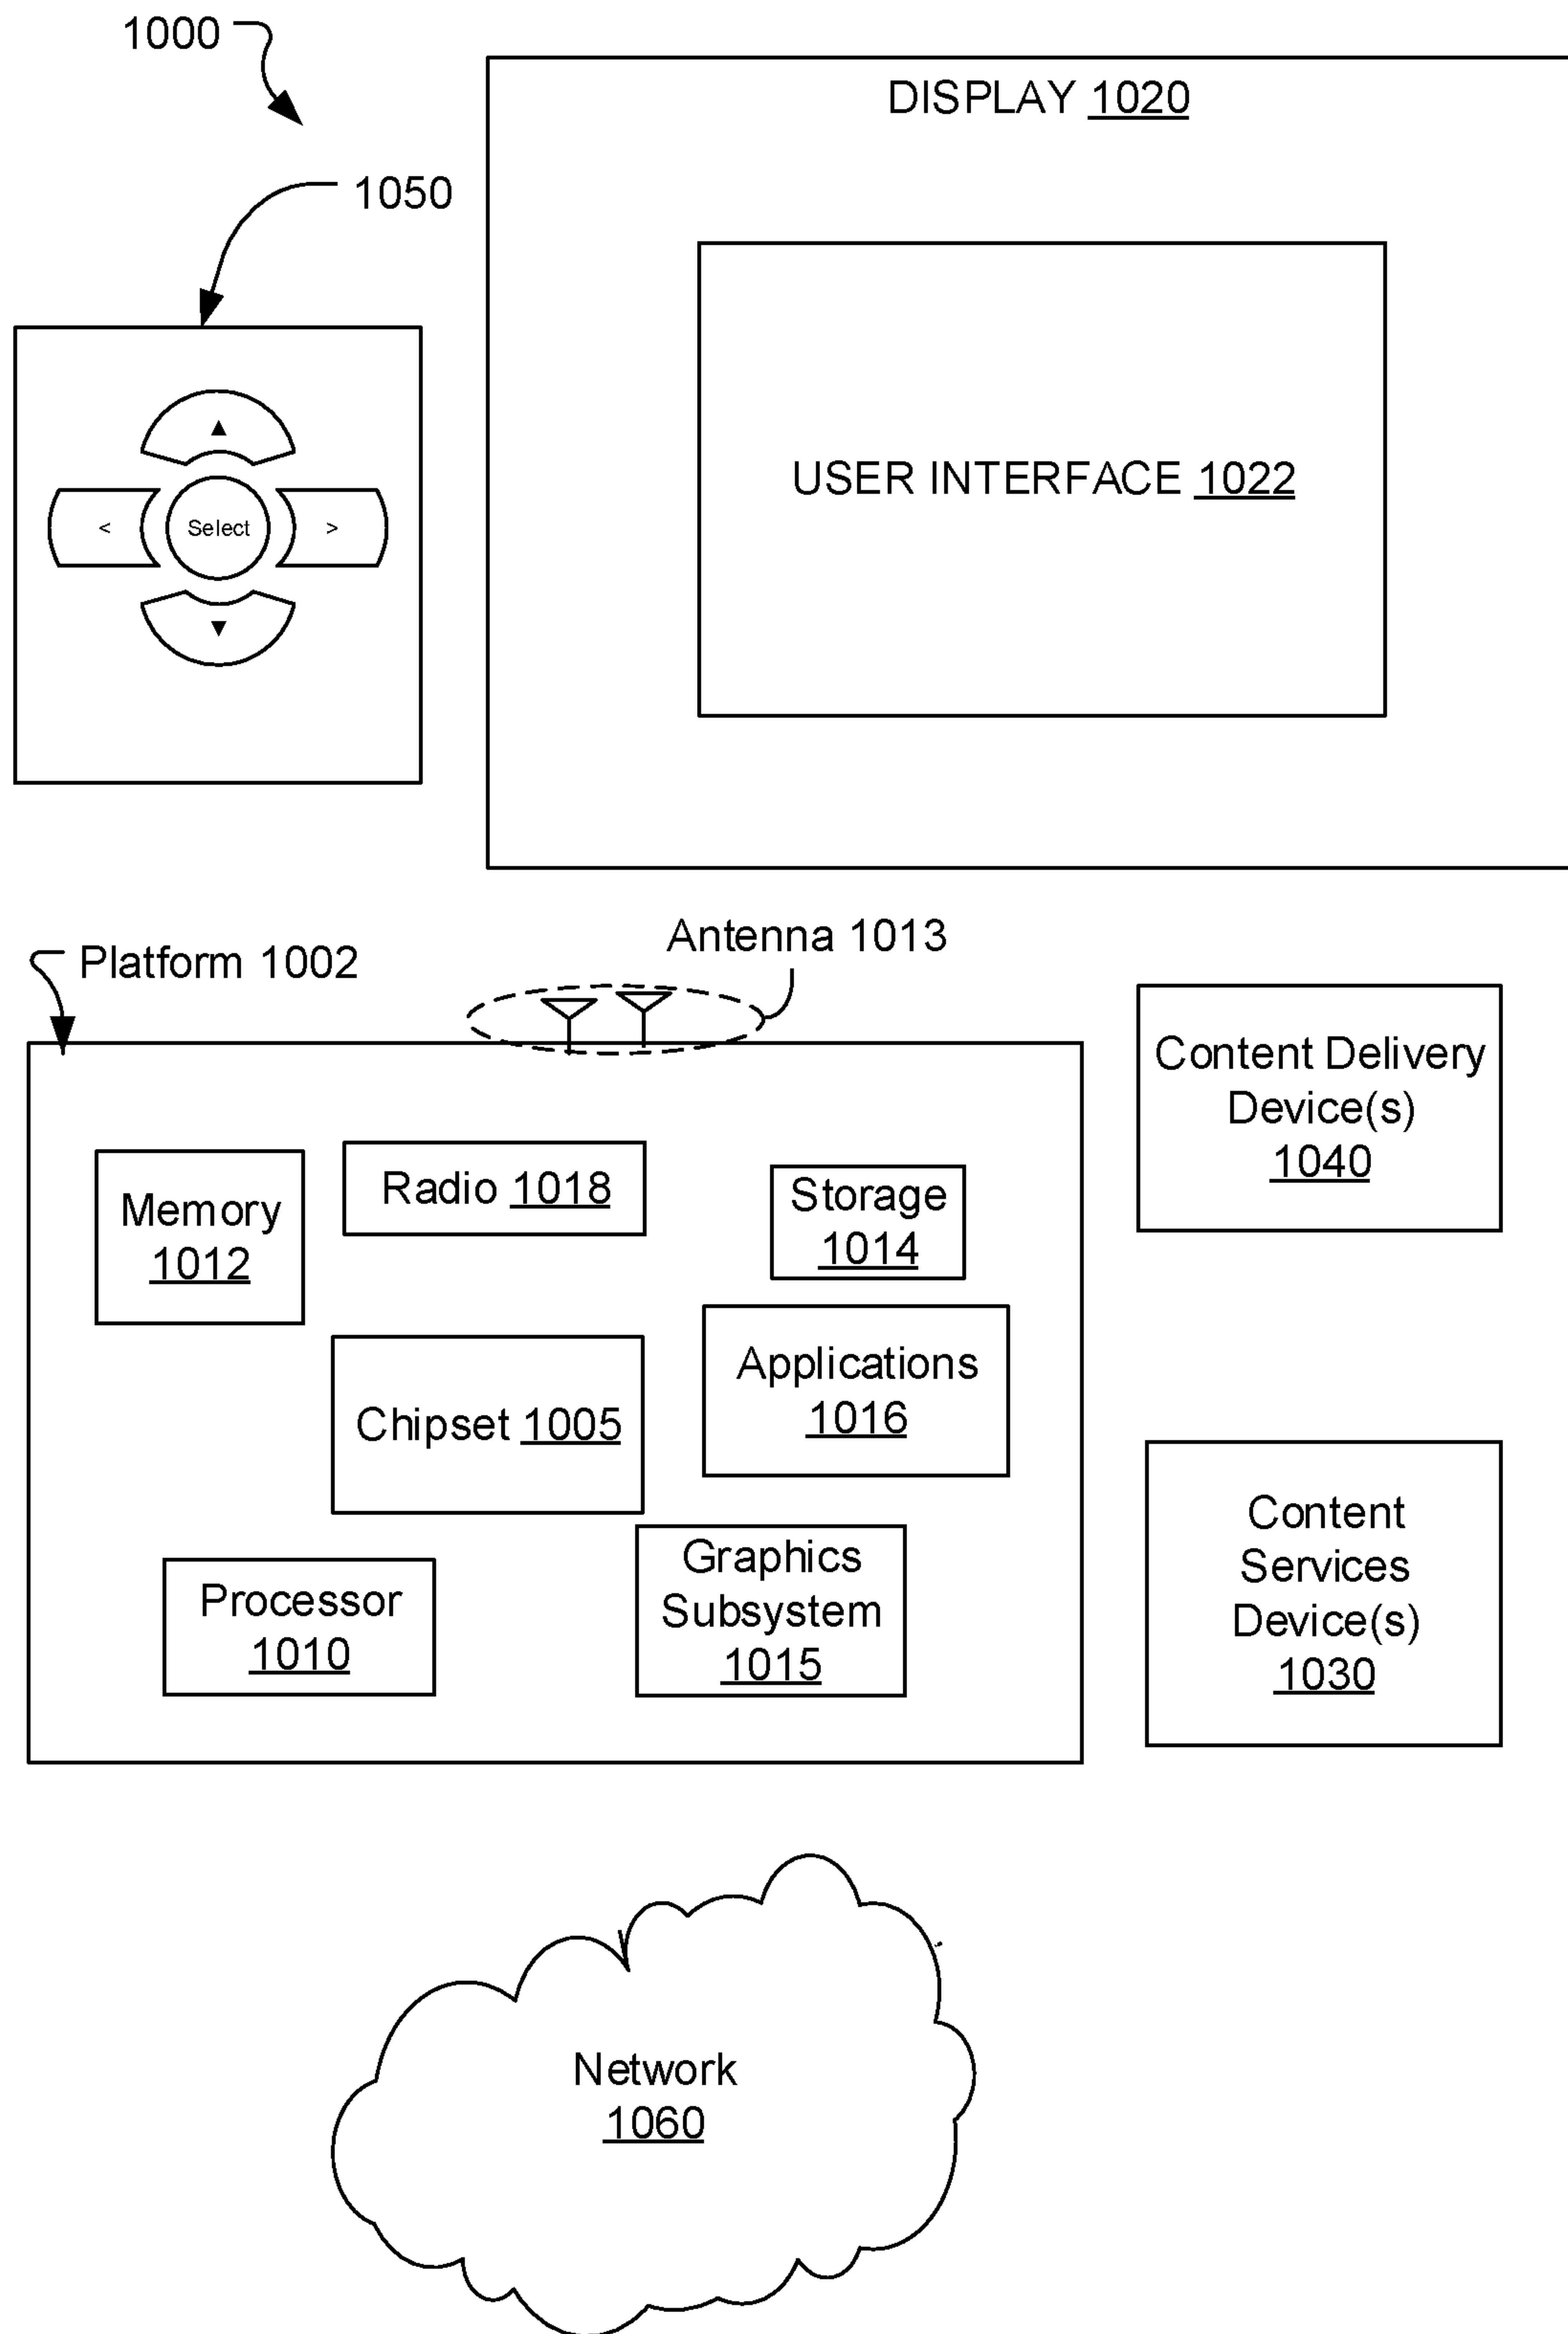 1000
DISPLAY 1020
1050
USER INTERFACE 1022
▲
< Select >
▼
Antenna 1013
Platform 1002
Content Delivery
Device(s)
1040
Memory
1012
Radio 1018
Storage
1014
Applications
1016
Chipset 1005
Content
Services
Device(s)
1030
Graphics
Subsystem
1015
Processor
1010
Network
1060